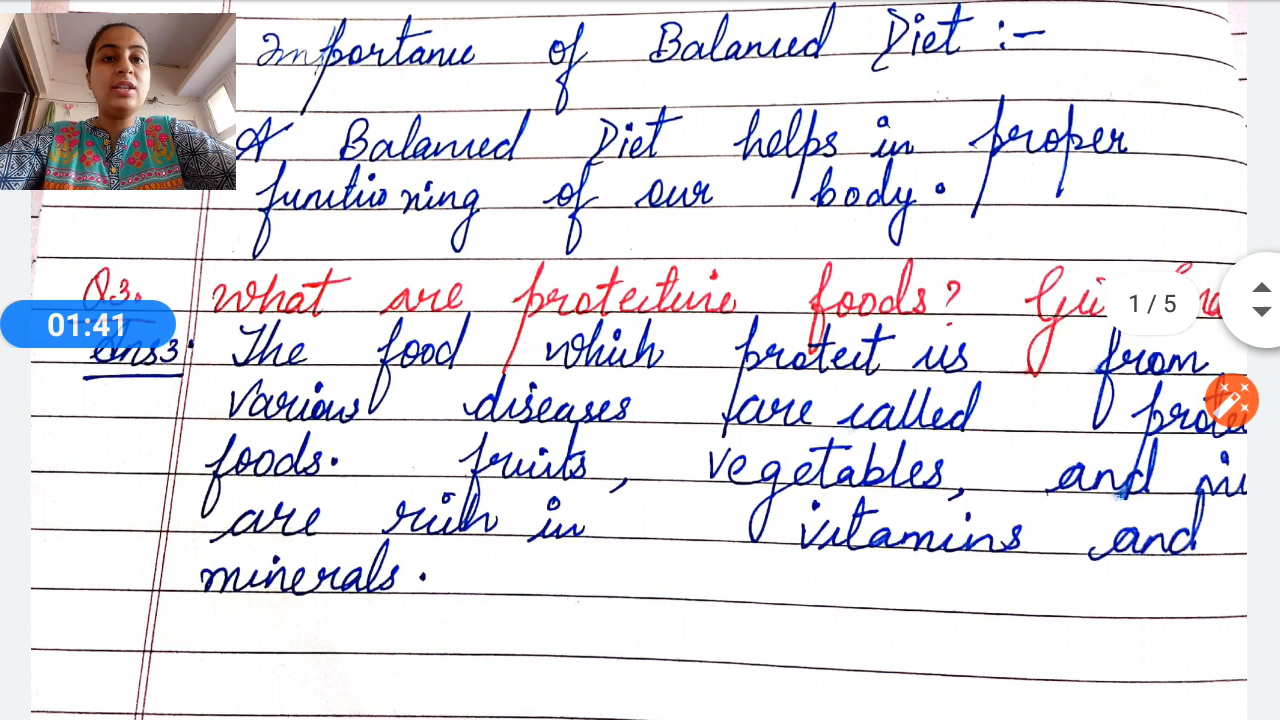 Importance of Balanced Diet :-
A Balanced Diet helps in proper
functioning of our body.
Q.3. What are protective foods?
1 / 5
01:41
Ans3. The food which protect us from
various diseases are called
foods. fruits, vegetables, and
are rich in vitamins and
minerals.